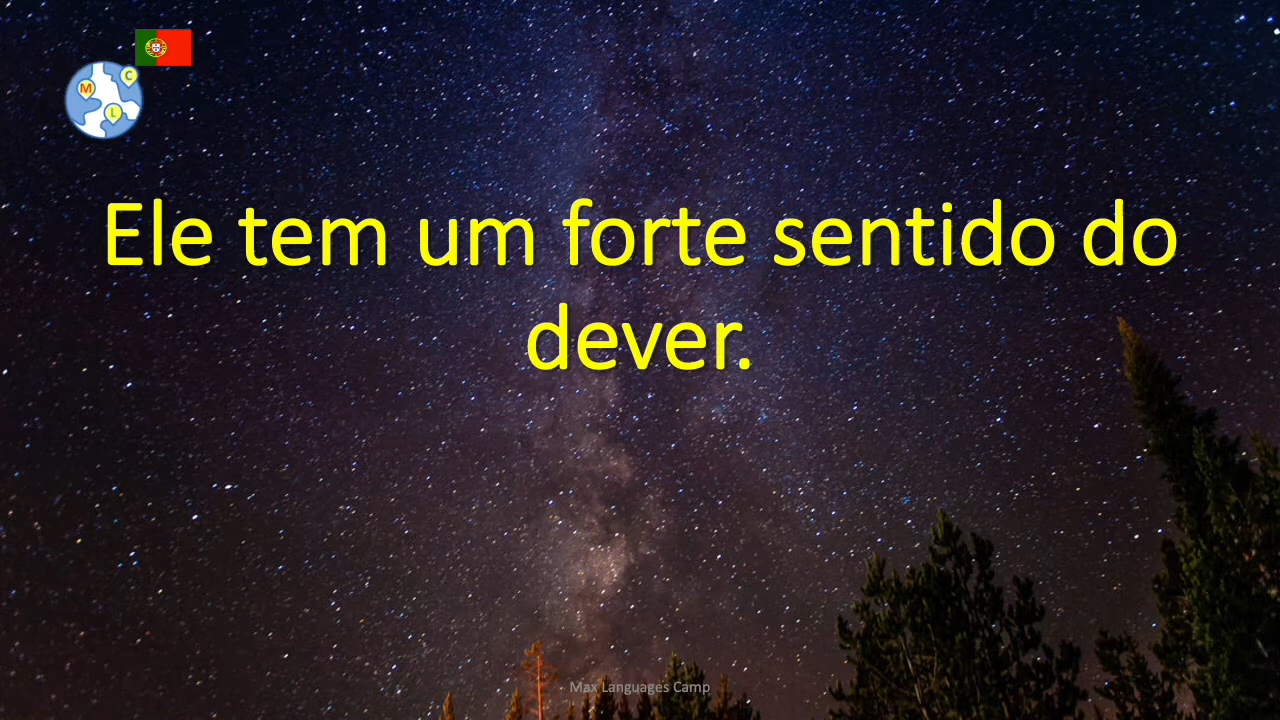 C
M
L
Ele tem um forte sentido do
dever.
Max Languages Camp